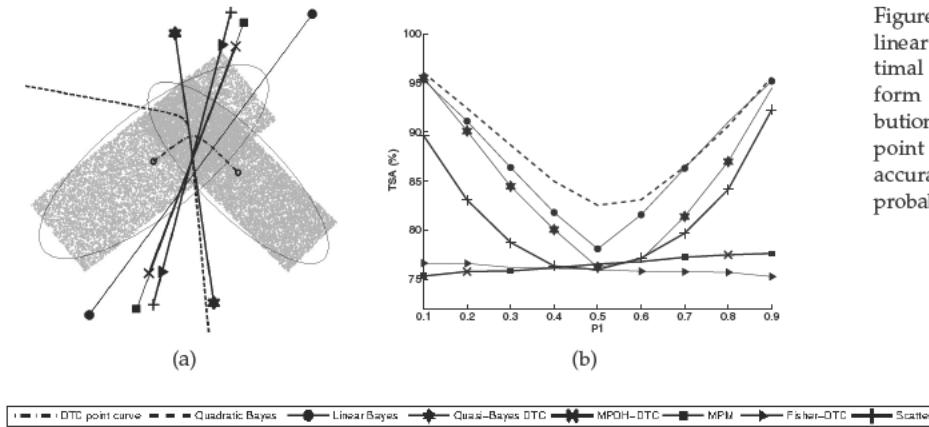 Figure
linear
timal
form
bution
point
accura
probal
100
95
90
85
80
75
TSA (%)
0.1 0.2 0.3 0.4 0.5 0.6 0.7 0.8 0.9
P1
(a)
(b)
DTC point curve Quadratic Bayes Linear Bayes Quasi-Bayes DTC MPDH-DTC MPM Fisher-DTC Scatte